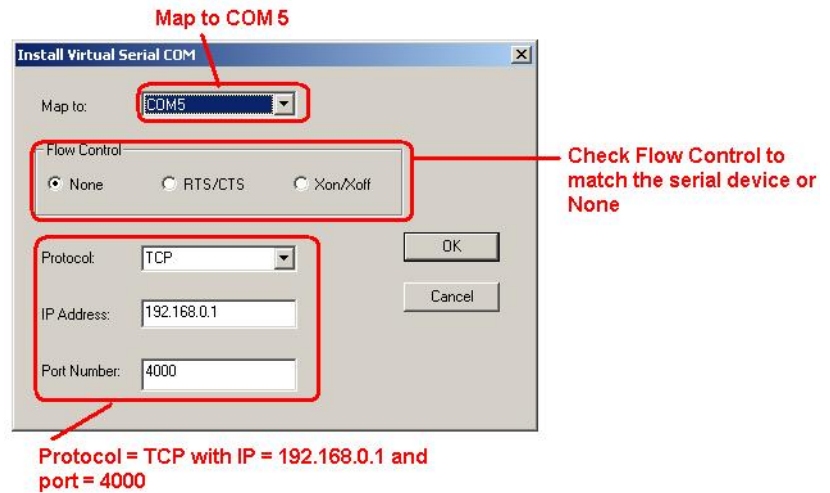 Map to COM 5
Install Virtual Serial COM
Map to: COM5
Flow Control
None RTS/CTS Xon/Xoff
Check Flow Control to
match the serial device or
None
Protocol: TCP
OK
IP Address: 192.168.0.1
Cancel
Port Number: 4000
Protocol = TCP with IP = 192.168.0.1 and
port = 4000